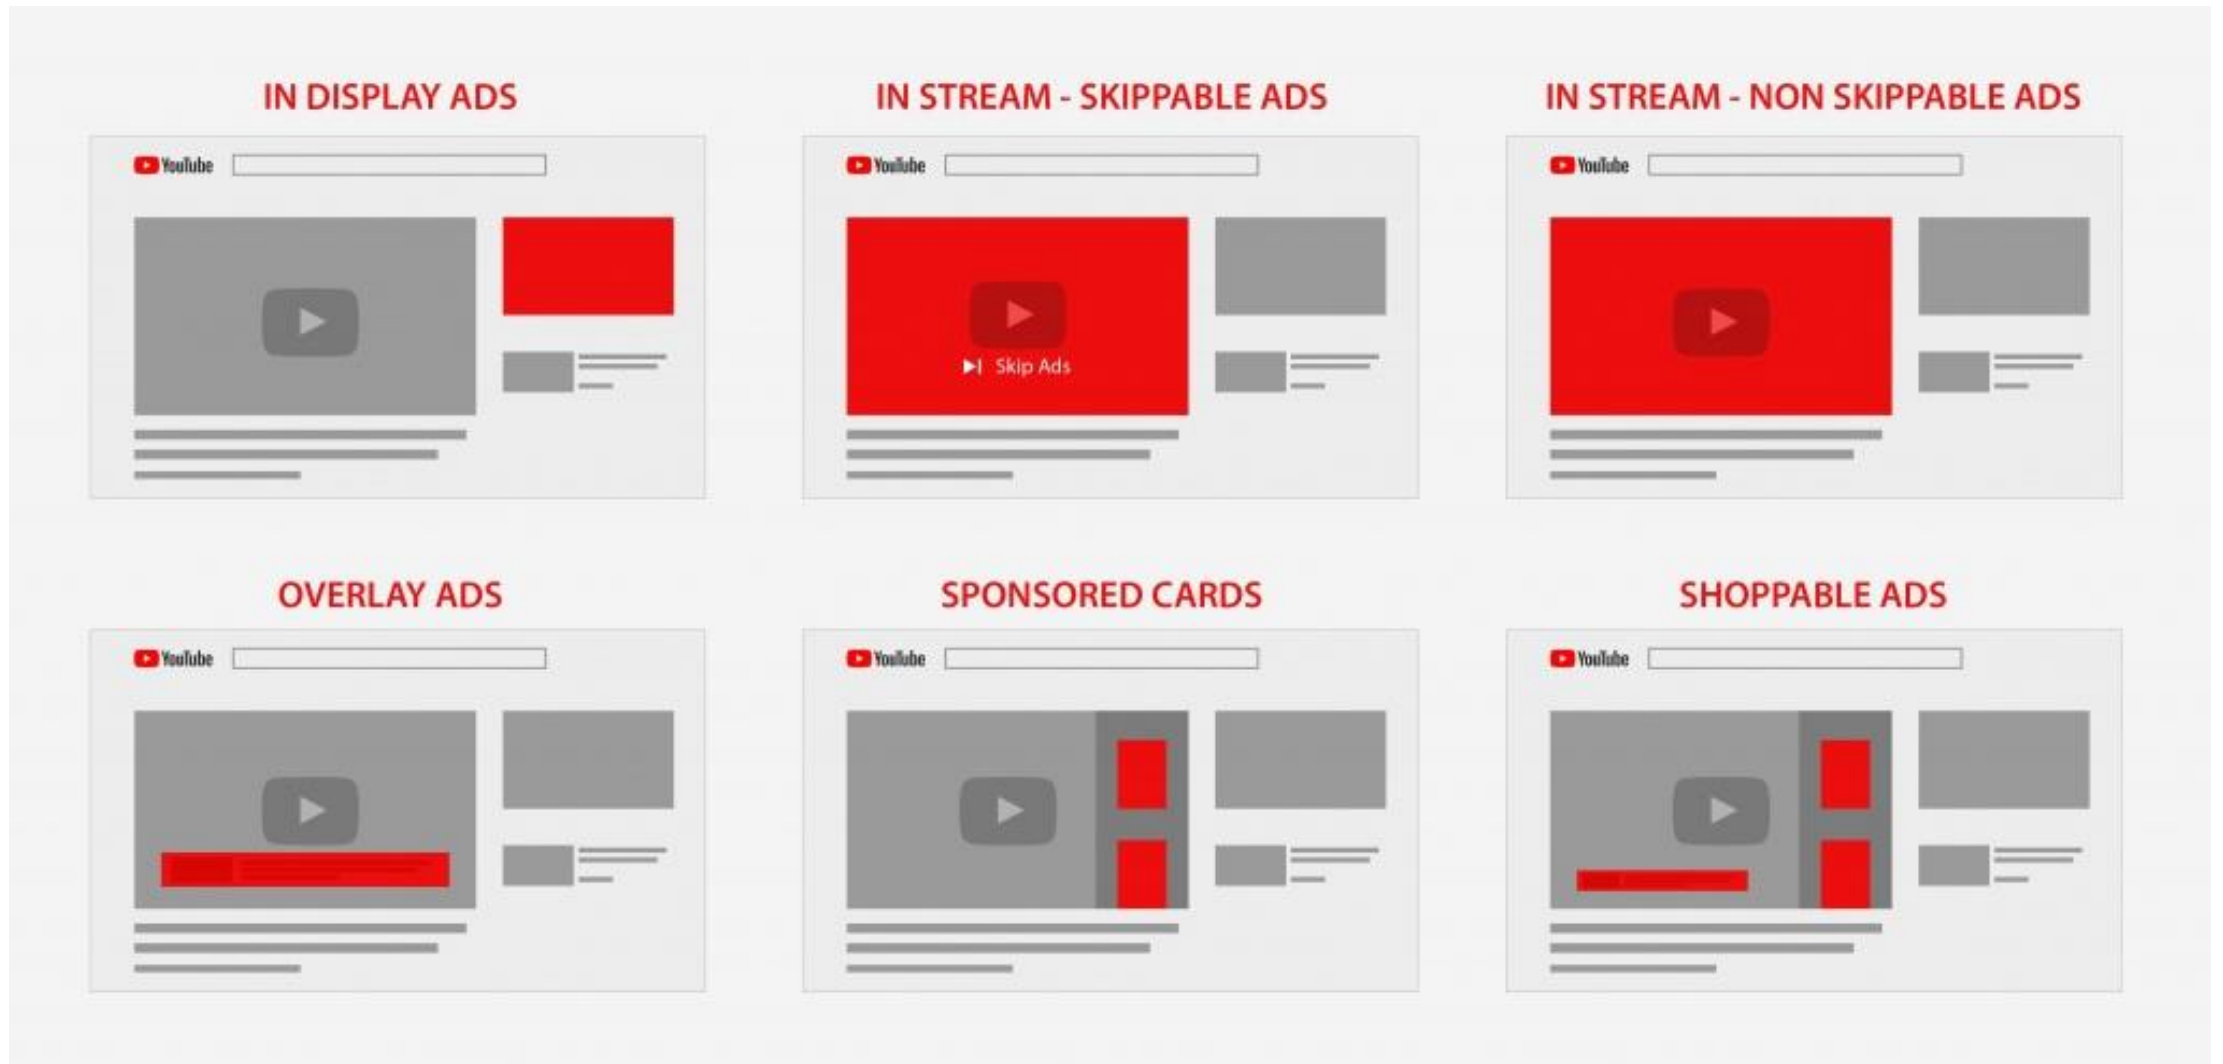 IN DISPLAY ADS
IN STREAM - SKIPPABLE ADS
IN STREAM - NON SKIPPABLE ADS
YouTube
YouTube
YouTube
Skip Ads
OVERLAY ADS
SPONSORED CARDS
SHOPPABLE ADS
YouTube
YouTube
YouTube